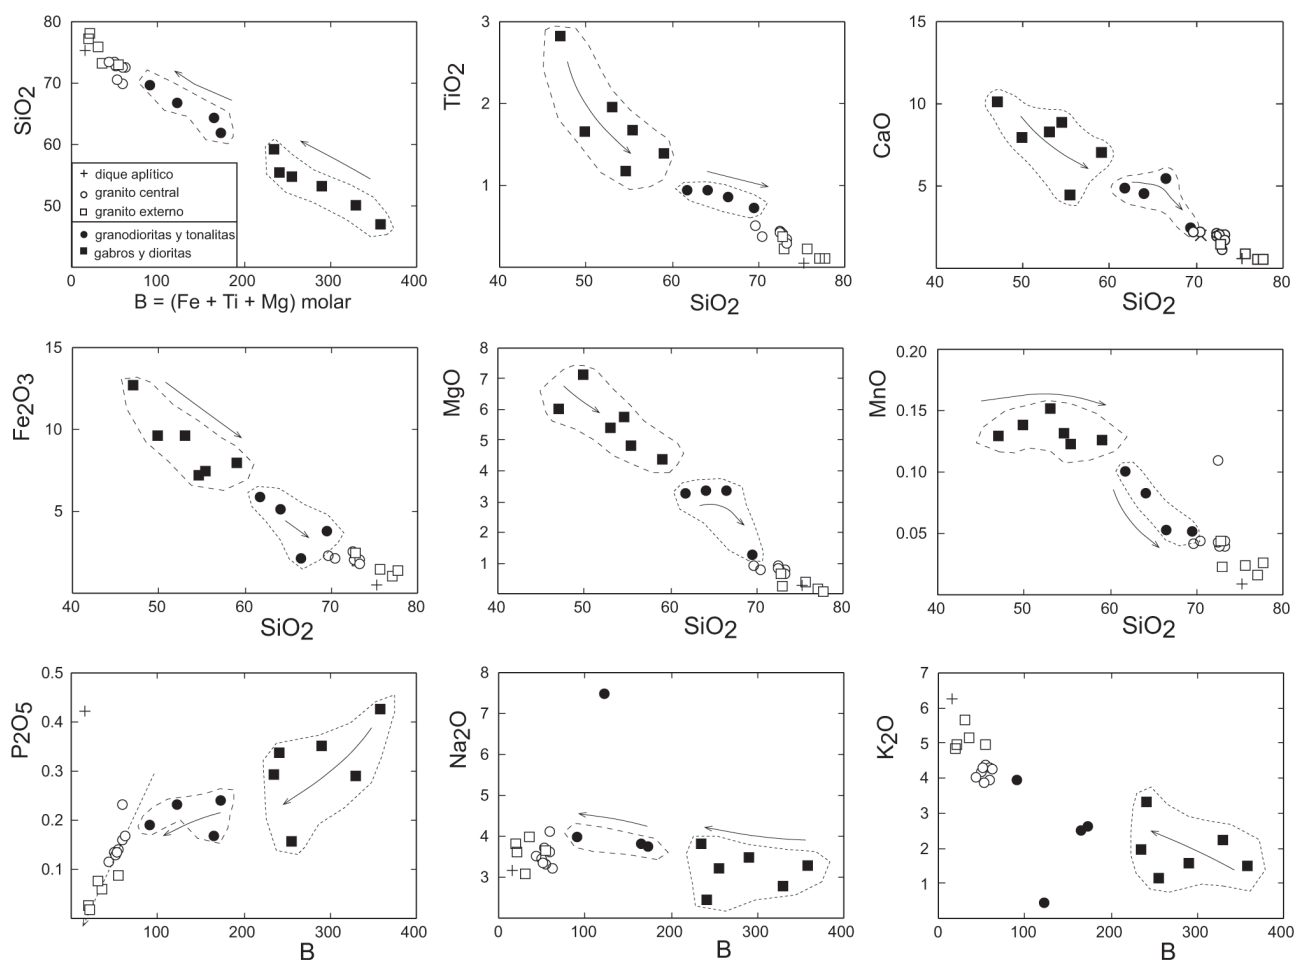 80
70
60
50
SiO2
+ dique aplítico
granito central
granito externo
granodioritas y tonalitas
gabros y dioritas
0 100 200 300 400
B = (Fe + Ti + Mg) molar
3
2
1
TiO2
40 50 60 70 80
SiO2
15
10
5
CaO
40 50 60 70 80
SiO2
15
10
5
Fe2O3
40 50 60 70 80
SiO2
8
7
6
5
4
3
2
1
0
MgO
40 50 60 70 80
SiO2
0.20
0.15
0.10
0.05
MnO
40 50 60 70 80
SiO2
0.5
0.4
0.3
0.2
0.1
P2O5
100 200 300 400
B
8
7
6
5
4
3
Na2O
0 100 200 300 400
B
7
6
5
4
3
2
1
K2O
0 100 200 300 400
B